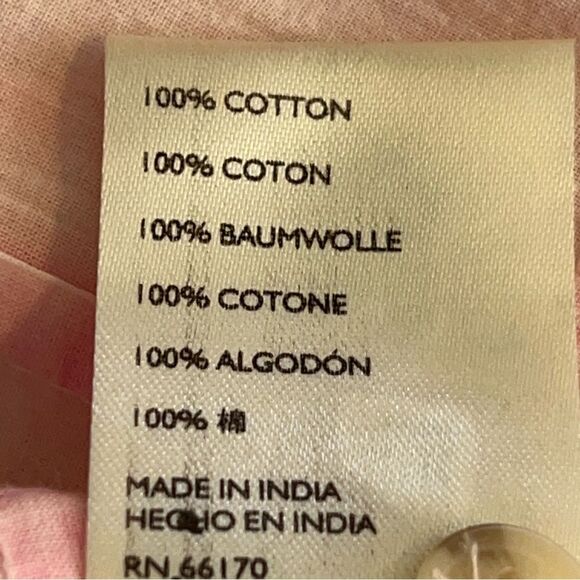 100% COTTON
100% COTON
100% BAUMWOLLE
100% COTONE
100% ALGODÓN
100% 棉
MADE IN INDIA
HECHO EN INDIA
RN 66170